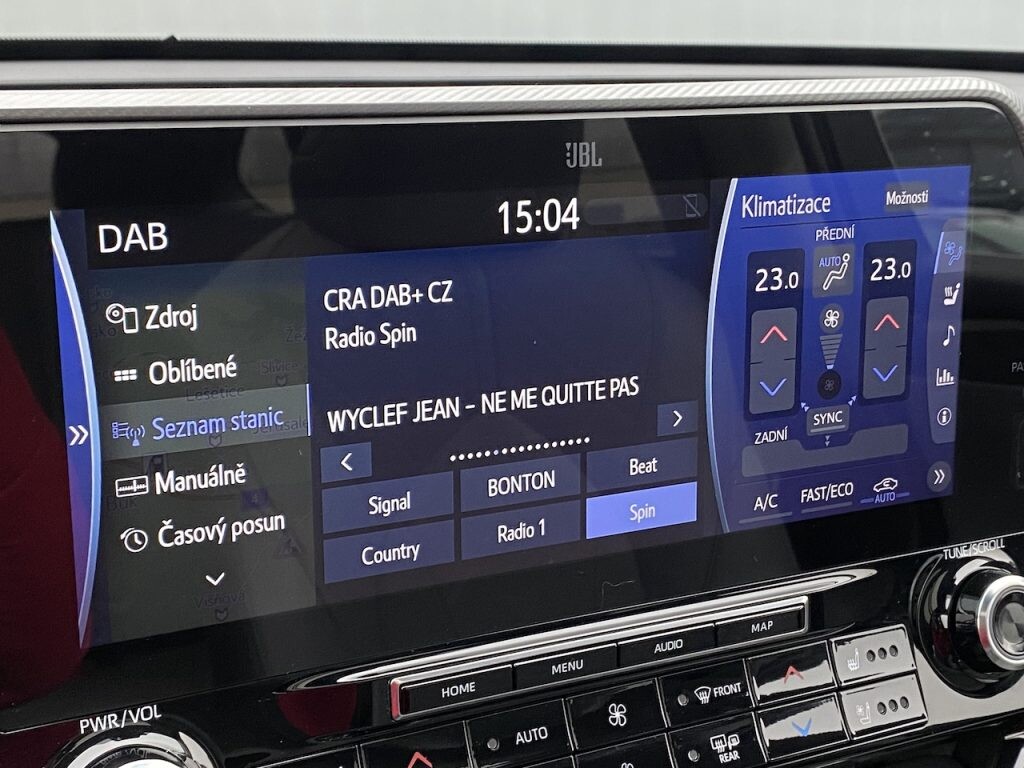 JBL
DAB
15:04
Zdroj
Oblíbené
Seznam stanic
Manuálně
Časový posun
CRA DAB+ CZ
Radio Spin
WYCLEF JEAN - NE ME QUITTE PAS
Signal
BONTON
Beat
Country
Radio 1
Spin
Klimatizace
Možnosti
PŘEDNÍ
23.0
AUTO
23.0
SYNC
ZADNÍ
A/C
FAST/ECO
AUTO
PWR/VOL
HOME
MENU
AUDIO
MAP
TUNE/SCROLL
AUTO
FRONT
REAR